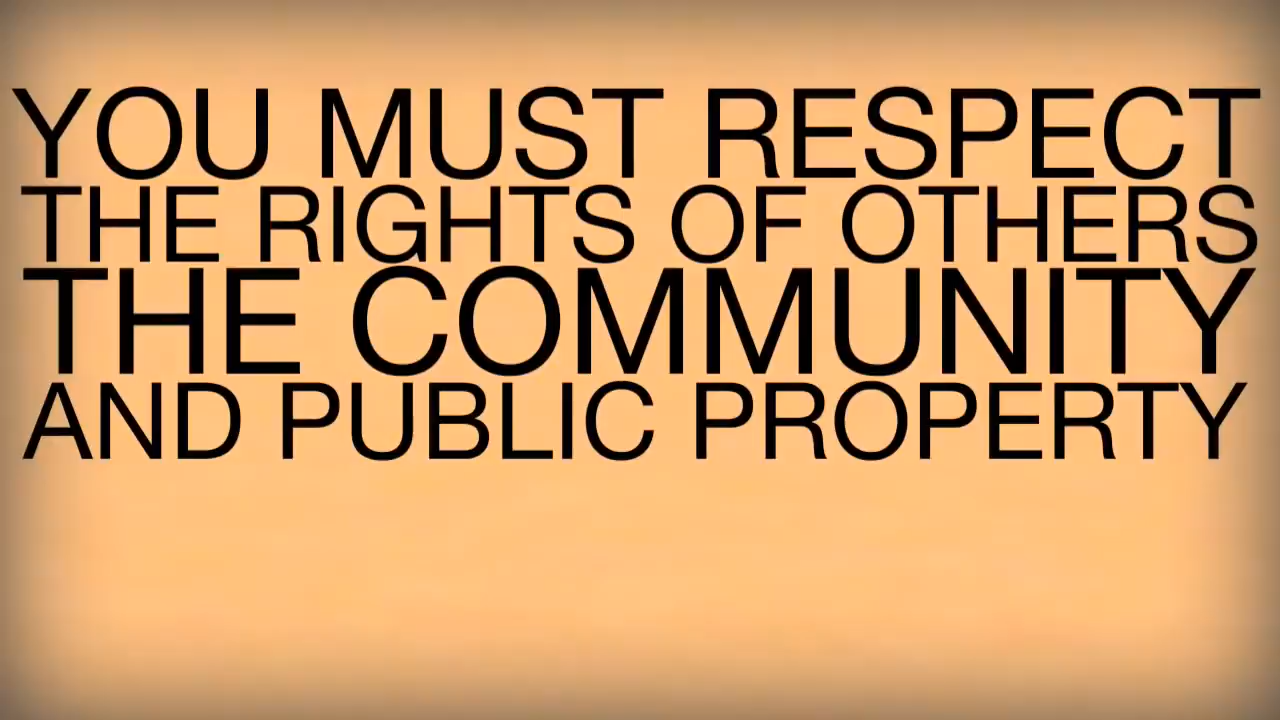 YOU MUST RESPECT
THE RIGHTS OF OTHERS
THE COMMUNITY
AND PUBLIC PROPERTY